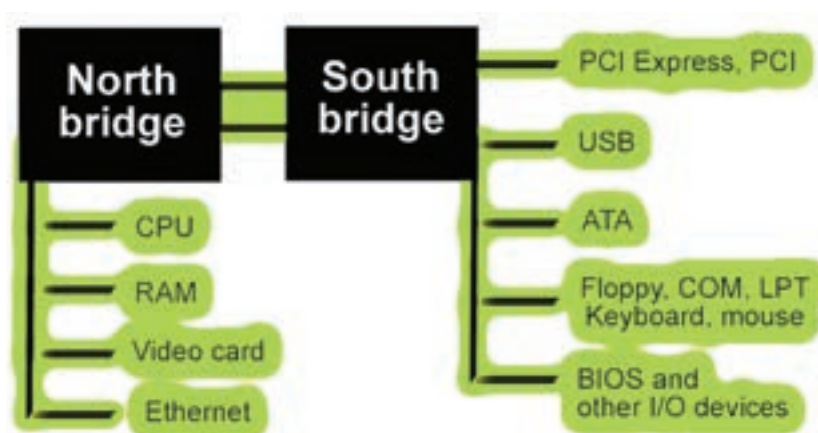 North
bridge
South
bridge
CPU
RAM
Video card
Ethernet
PCI Express, PCI
USB
ATA
Floppy, COM, LPT
Keyboard, mouse
BIOS and
other I/O devices